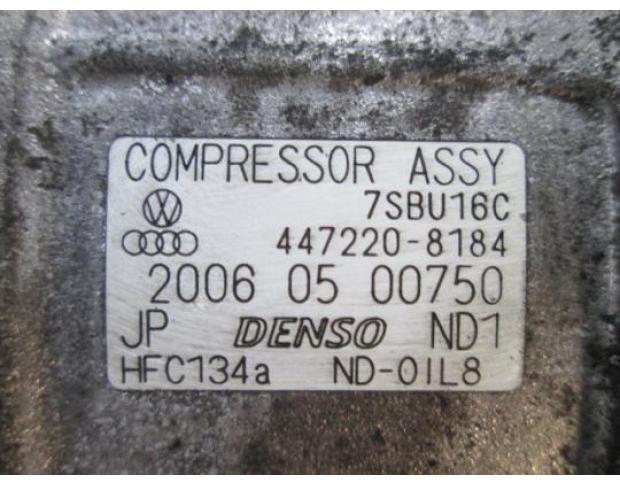 COMPRESSOR ASSY
7SBU16C
447220-8184
2006 05 00750
JP DENSO ND1
HFC134a ND-OIL8